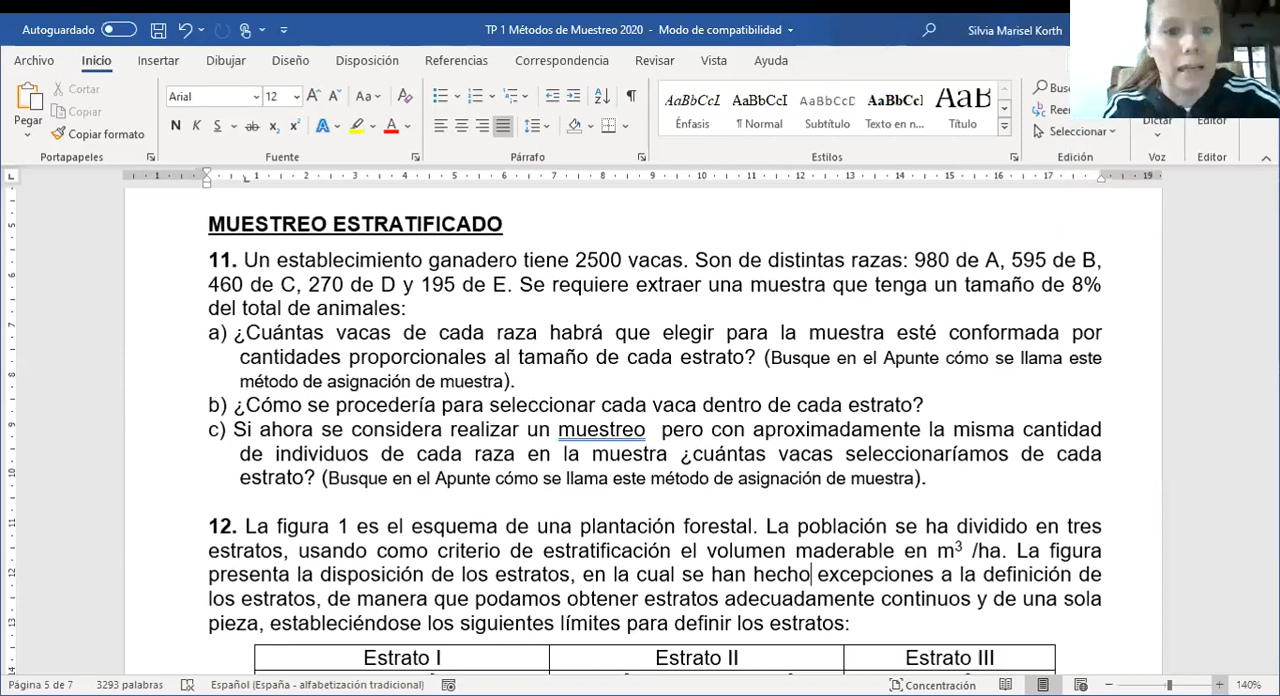 Autoguardado
TP 1 Métodos de Muestreo 2020 - Modo de compatibilidad
Silvia Marisel Korth
Archivo Inicio Insertar Dibujar Diseño Disposición Referencias Correspondencia Revisar Vista Ayuda
Pegar
Cortar
Copiar
Copiar formato
Portapapeles
Arial 12
N K S ab x₂ x²
Fuente
Párrafo
AaBbCcI AaBbCc AaBbCcD AaBbCcI AaB
Énfasis ¶ Normal Subtítulo Texto en n... Título
Estilos
Seleccionar
Edición
Dictar
Voz
Editor
Editor
MUESTREO ESTRATIFICADO
11. Un establecimiento ganadero tiene 2500 vacas. Son de distintas razas: 980 de A, 595 de B,
460 de C, 270 de D y 195 de E. Se requiere extraer una muestra que tenga un tamaño de 8%
del total de animales:
a) ¿Cuántas vacas de cada raza habrá que elegir para la muestra esté conformada por
cantidades proporcionales al tamaño de cada estrato? (Busque en el Apunte cómo se llama este
método de asignación de muestra).
b) ¿Cómo se procedería para seleccionar cada vaca dentro de cada estrato?
c) Si ahora se considera realizar un muestreo pero con aproximadamente la misma cantidad
de individuos de cada raza en la muestra ¿cuántas vacas seleccionaríamos de cada
estrato? (Busque en el Apunte cómo se llama este método de asignación de muestra).
12. La figura 1 es el esquema de una plantación forestal. La población se ha dividido en tres
estratos, usando como criterio de estratificación el volumen maderable en m³ /ha. La figura
presenta la disposición de los estratos, en la cual se han hecho excepciones a la definición de
los estratos, de manera que podamos obtener estratos adecuadamente continuos y de una sola
pieza, estableciéndose los siguientes límites para definir los estratos:
Estrato I Estrato II Estrato III
Página 5 de 7 3293 palabras Español (España - alfabetización tradicional) Concentración 140%